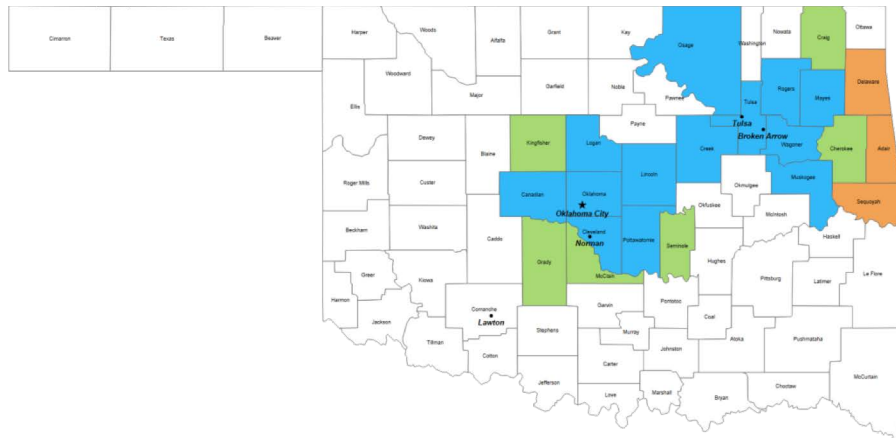 Cimarron
Texas
Beaver
Harper
Woods
Alfalfa
Grant
Kay
Osage
Washington
Nowata
Craig
Ottawa
Woodward
Ellis
Major
Garfield
Noble
Pawnee
Tulsa
Rogers
Mayes
Delaware
Tulsa
Broken Arrow
Dewey
Blaine
Kingfisher
Logan
Payne
Creek
Wagoner
Cherokee
Adair
Roger Mills
Custer
Canadian
Oklahoma
Lincoln
Okmulgee
Muskogee
Sequoyah
Oklahoma City
Okfuskee
McIntosh
Beckham
Washita
Caddo
Cleveland
Norman
Pottawatomie
Seminole
Haskell
Hughes
Greer
Kiowa
Grady
McClain
Pittsburg
Latimer
Le Flore
Harmon
Jackson
Comanche
Lawton
Garvin
Pontotoc
Coal
Tillman
Cotton
Stephens
Murray
Johnston
Atoka
Pushmataha
Jefferson
Carter
Love
Marshall
Bryan
Choctaw
McCurtain